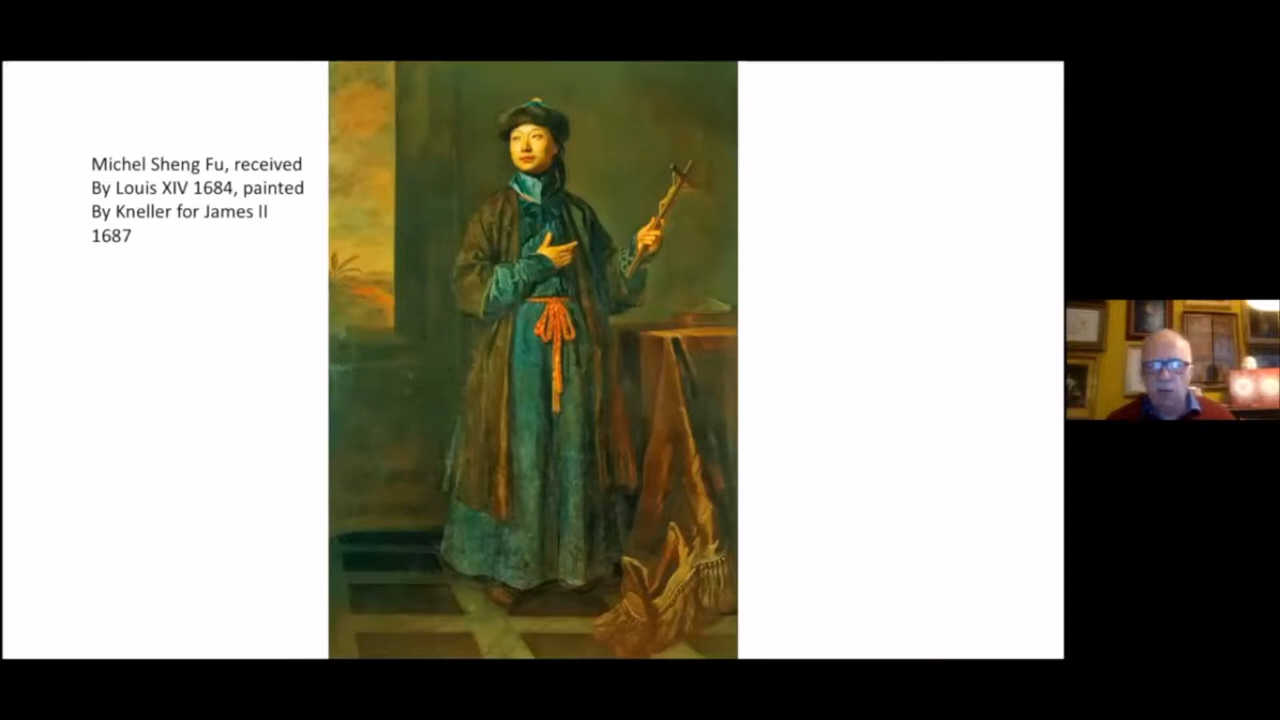 Michel Sheng Fu, received
By Louis XIV 1684, painted
By Kneller for James II
1687